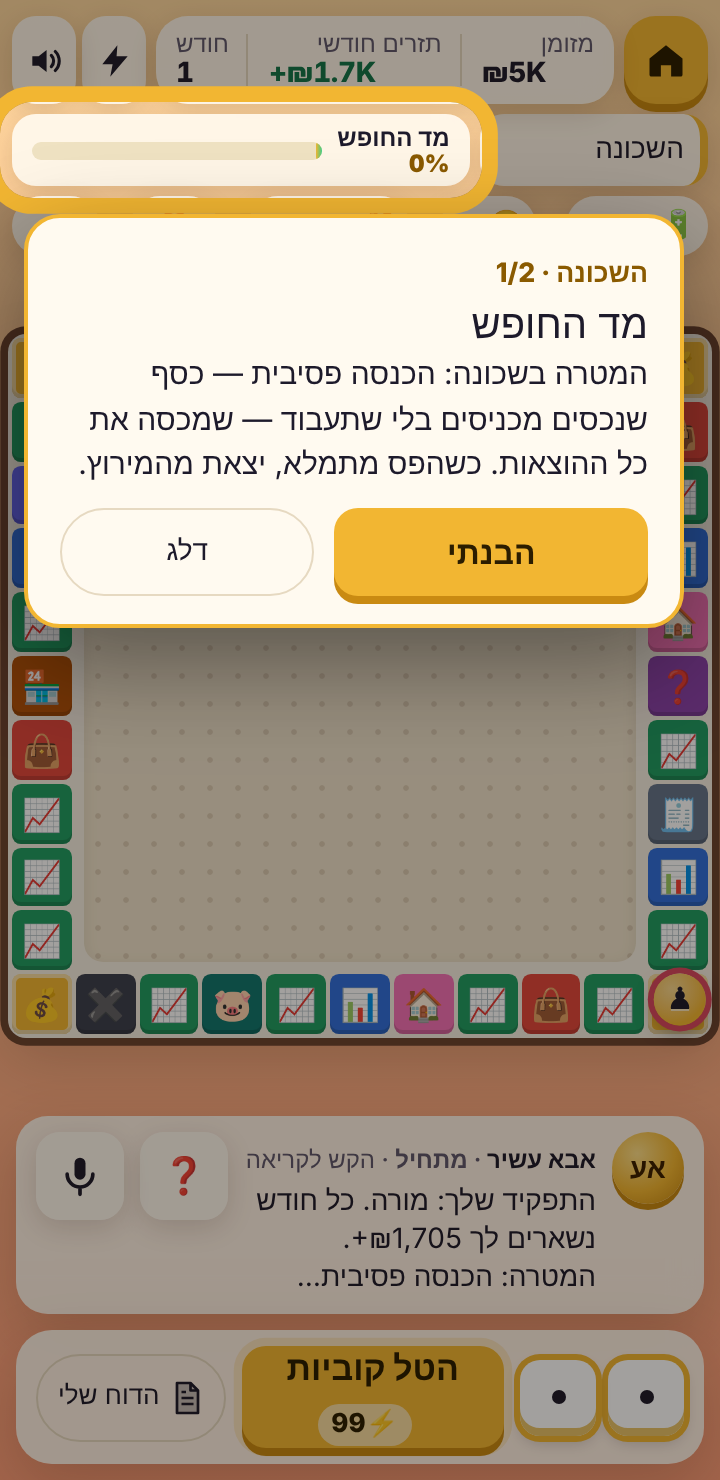 מזומן
₪5K
תזרים חודשי
+₪1.7K
חודש
1
השכונה
מד החופש
0%
השכונה · 1/2
מד החופש
המטרה בשכונה: הכנסה פסיבית — כסף
שנכסים מכניסים בלי שתעבוד — שמכסה את
כל ההוצאות. כשהפס מתמלא, יצאת מהמירוץ.
הבנתי
דלג
24
אע
אבא עשיר · מתחיל · הקש לקריאה
התפקיד שלך: מורה. כל חודש
נשארים לך ₪1,705+.
המטרה: הכנסה פסיבית...
הטל קוביות
⚡99
הדוח שלי